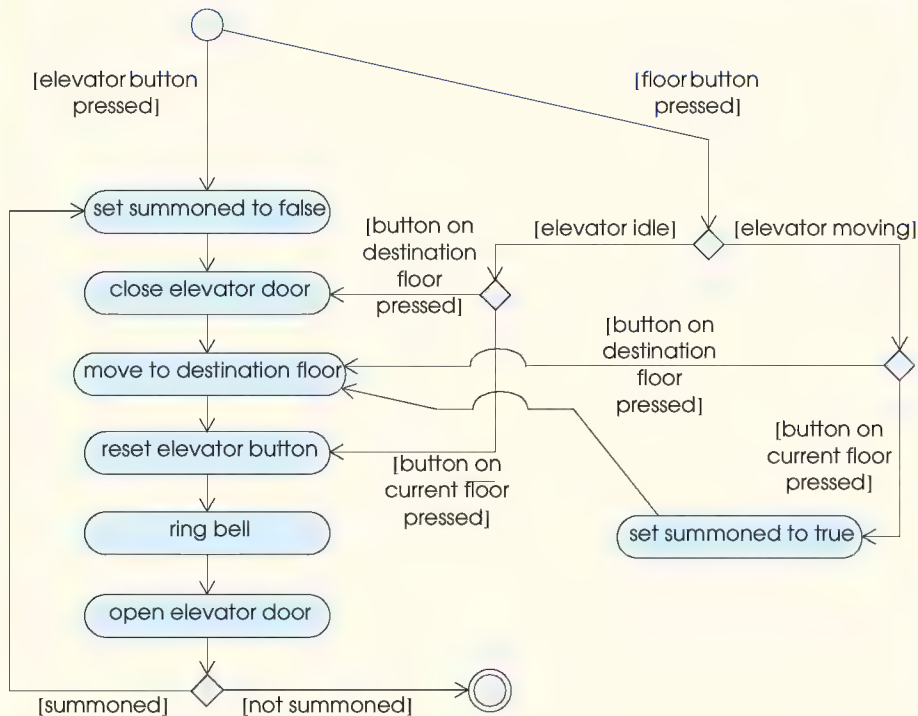 [elevator button
pressed]
[floor button
pressed]
set summoned to false
[button on
destination
floor
pressed]
[elevator idle]
[elevator moving]
close elevator door
[button on
destination
floor
pressed]
move to destination floor
reset elevator button
[button on
current floor
pressed]
[button on
current floor
pressed]
ring bell
set summoned to true
open elevator door
[summoned]
[not summoned]